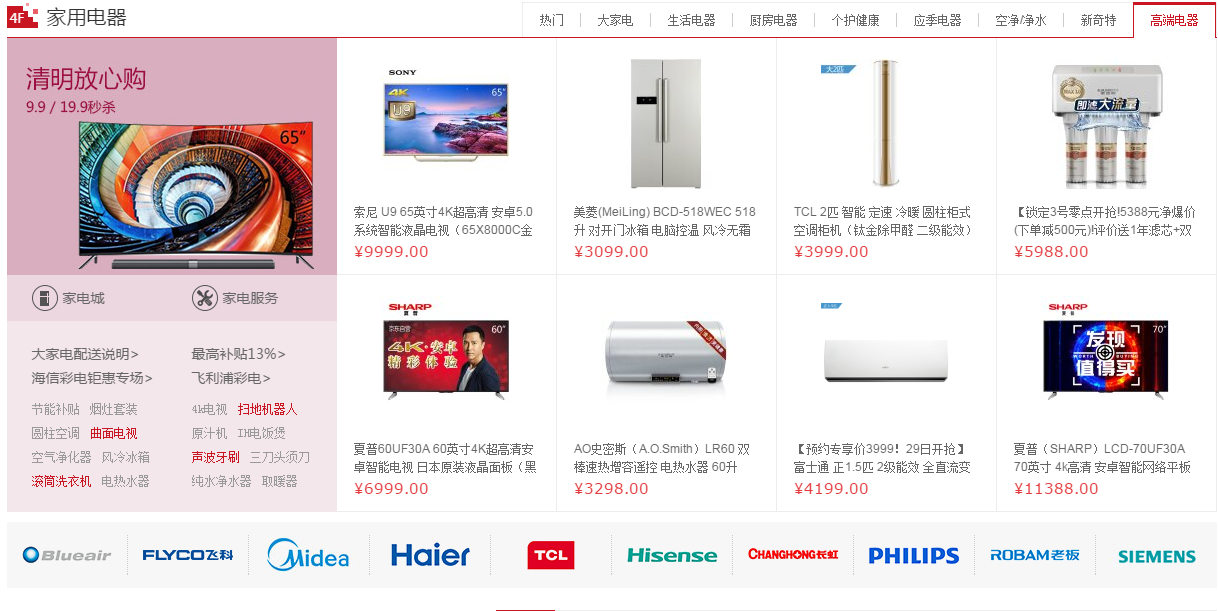 4F 家用电器
热门 大家电 生活电器 厨房电器 个护健康 应季电器 空净/净水 新奇特 高端电器
清明放心购
9.9 / 19.9秒杀
65"
家电城 家电服务
大家电配送说明> 最高补贴13%>
海信彩电钜惠专场> 飞利浦彩电>
节能补贴 烟灶套装 4k电视 扫地机器人
圆柱空调 曲面电视 原汁机 IH电饭煲
空气净化器 风冷冰箱 声波牙刷 三刀头须刀
滚筒洗衣机 电热水器 纯水净水器 取暖器
SONY
4K
65"
U9
索尼 U9 65英寸4K超高清 安卓5.0
系统智能液晶电视（65X8000C金
¥9999.00
美菱(MeiLing) BCD-518WEC 518
升 对开门冰箱 电脑控温 风冷无霜
¥3099.00
大2匹
TCL 2匹 智能 定速 冷暖 圆柱柜式
空调柜机（钛金除甲醛 二级能效）
¥3999.00
即滤大流量
【锁定3号零点开抢!5388元净爆价
(下单减500元)!评价送1年滤芯+双
¥5988.00
SHARP
夏普
京东自营
60"
4K·安卓
精彩体验
夏普60UF30A 60英寸4K超高清安
卓智能电视 日本原装液晶面板（黑
¥6999.00
AO史密斯（A.O.Smith）LR60 双
棒速热增容遥控 电热水器 60升
¥3298.00
【预约专享价3999！29日开抢】
富士通 正1.5匹 2级能效 全直流变
¥4199.00
SHARP
夏普
70"
发现
WORTH BUYING
值得买
夏普（SHARP）LCD-70UF30A
70英寸 4K高清 安卓智能网络平板
¥11388.00
Blueair FLYCO飞科 Midea Haier TCL Hisense CHANGHONG长虹 PHILIPS ROBAM老板 SIEMENS